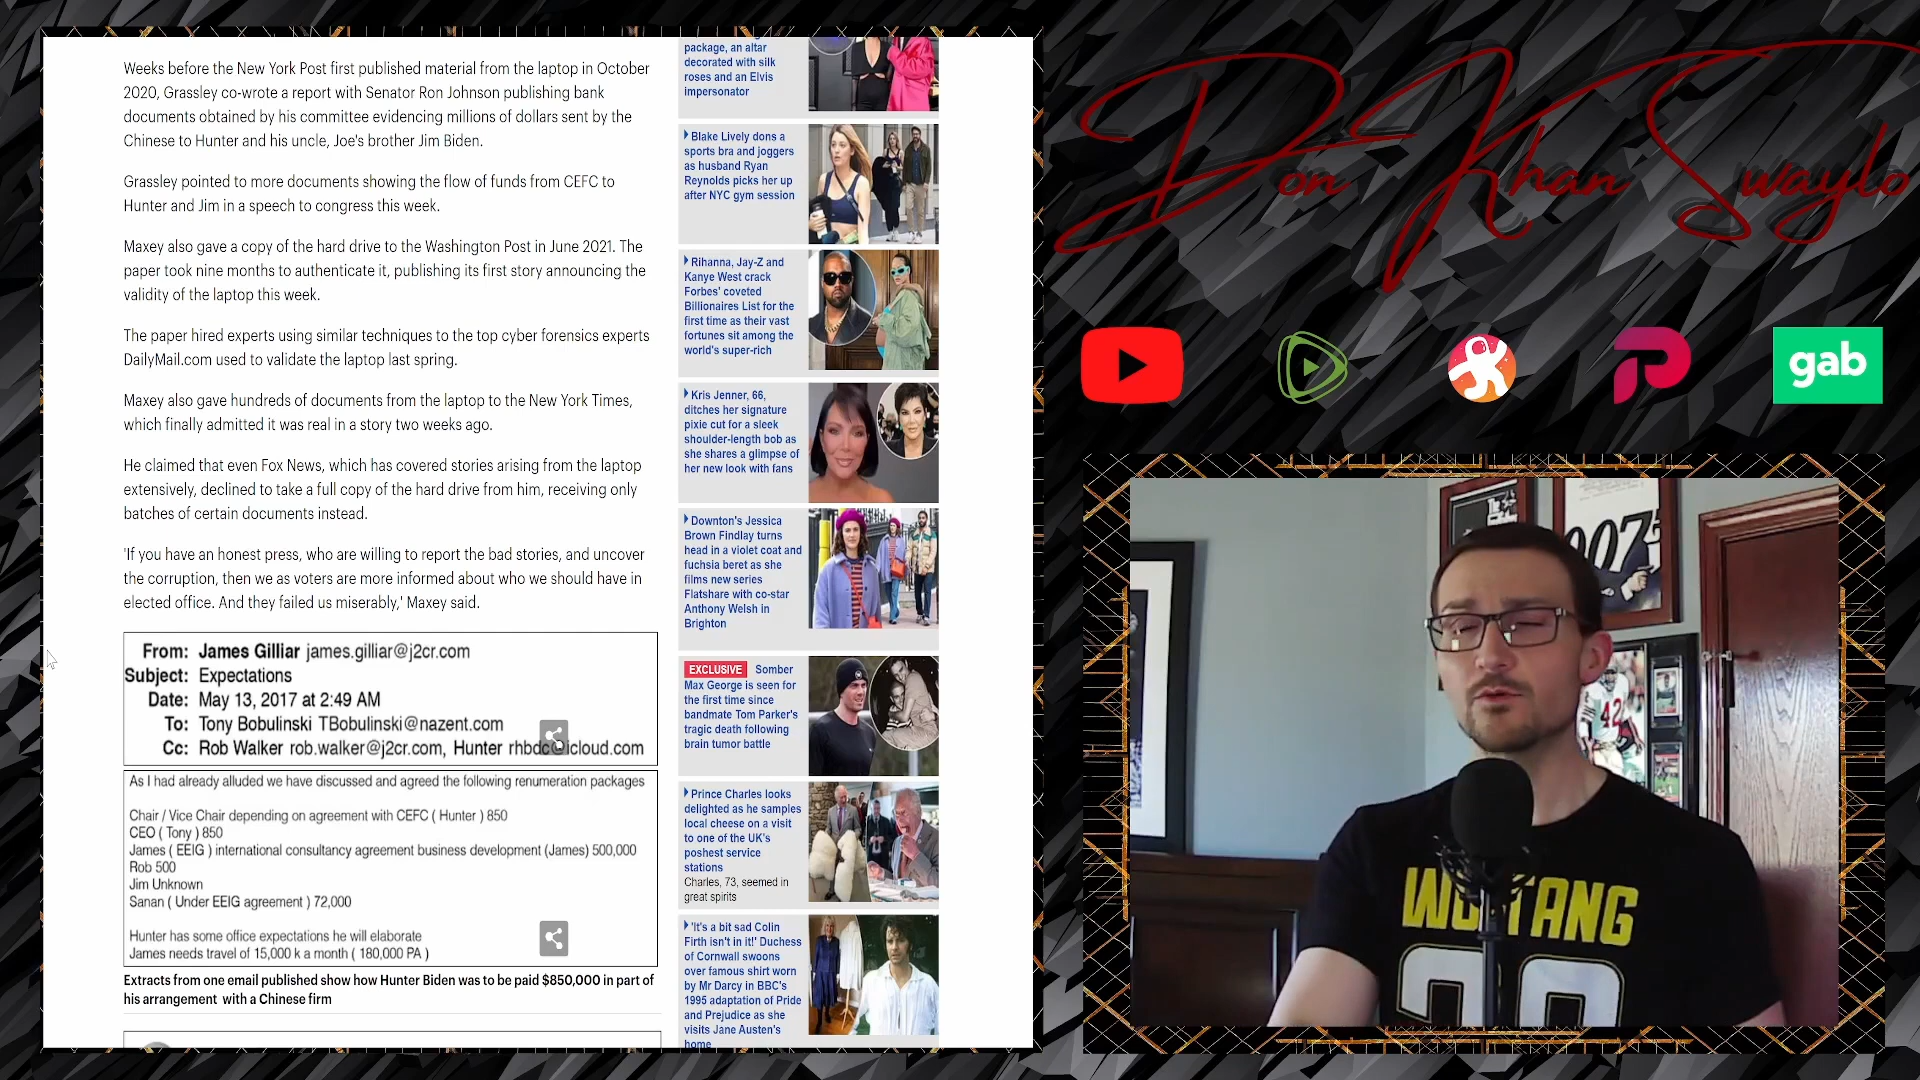 Weeks before the New York Post first published material from the laptop in October
2020, Grassley co-wrote a report with Senator Ron Johnson publishing bank
documents obtained by his committee evidencing millions of dollars sent by the
Chinese to Hunter and his uncle, Joe's brother Jim Biden.
Grassley pointed to more documents showing the flow of funds from CEFC to
Hunter and Jim in a speech to congress this week.
Maxey also gave a copy of the hard drive to the Washington Post in June 2021. The
paper took nine months to authenticate it, publishing its first story announcing the
validity of the laptop this week.
The paper hired experts using similar techniques to the top cyber forensics experts
DailyMail.com used to validate the laptop last spring.
Maxey also gave hundreds of documents from the laptop to the New York Times,
which finally admitted it was real in a story two weeks ago.
He claimed that even Fox News, which has covered stories arising from the laptop
extensively, declined to take a full copy of the hard drive from him, receiving only
batches of certain documents instead.
'If you have an honest press, who are willing to report the bad stories, and uncover
the corruption, then we as voters are more informed about who we should have in
elected office. And they failed us miserably,' Maxey said.
From: James Gilliar james.gilliar@j2cr.com
Subject: Expectations
Date: May 13, 2017 at 2:49 AM
To: Tony Bobulinski TBobulinski@nazent.com
Cc: Rob Walker rob.walker@j2cr.com, Hunter rhbdc@icloud.com
As I had already alluded we have discussed and agreed the following renumeration packages
Chair / Vice Chair depending on agreement with CEFC ( Hunter ) 850
CEO ( Tony ) 850
James ( EEIG ) international consultancy agreement business development (James) 500,000
Rob 500
Jim Unknown
Sanan ( Under EEIG agreement ) 72,000
Hunter has some office expectations he will elaborate
James needs travel of 15,000 k a month ( 180,000 PA )
Extracts from one email published show how Hunter Biden was to be paid $850,000 in part of
his arrangement with a Chinese firm
package, an altar
decorated with silk
roses and an Elvis
impersonator
Blake Lively dons a
sports bra and joggers
as husband Ryan
Reynolds picks her up
after NYC gym session
Rihanna, Jay-Z and
Kanye West crack
Forbes' coveted
Billionaires List for the
first time as their vast
fortunes sit among the
world's super-rich
Kris Jenner, 66,
ditches her signature
pixie cut for a sleek
shoulder-length bob as
she shares a glimpse of
her new look with fans
Downton's Jessica
Brown Findlay turns
head in a violet coat and
fuchsia beret as she
films new series
Flatshare with co-star
Anthony Welsh in
Brighton
EXCLUSIVE Somber
Max George is seen for
the first time since
bandmate Tom Parker's
tragic death following
brain tumor battle
Prince Charles looks
delighted as he samples
local cheese on a visit
to one of the UK's
poshest service
stations
Charles, 73, seemed in
great spirits
'It's a bit sad Colin
Firth isn't in it!' Duchess
of Cornwall swoons
over famous shirt worn
by Mr Darcy in BBC's
1995 adaptation of Pride
and Prejudice as she
visits Jane Austen's
home
Don Khan Swaylo
gab
007
42